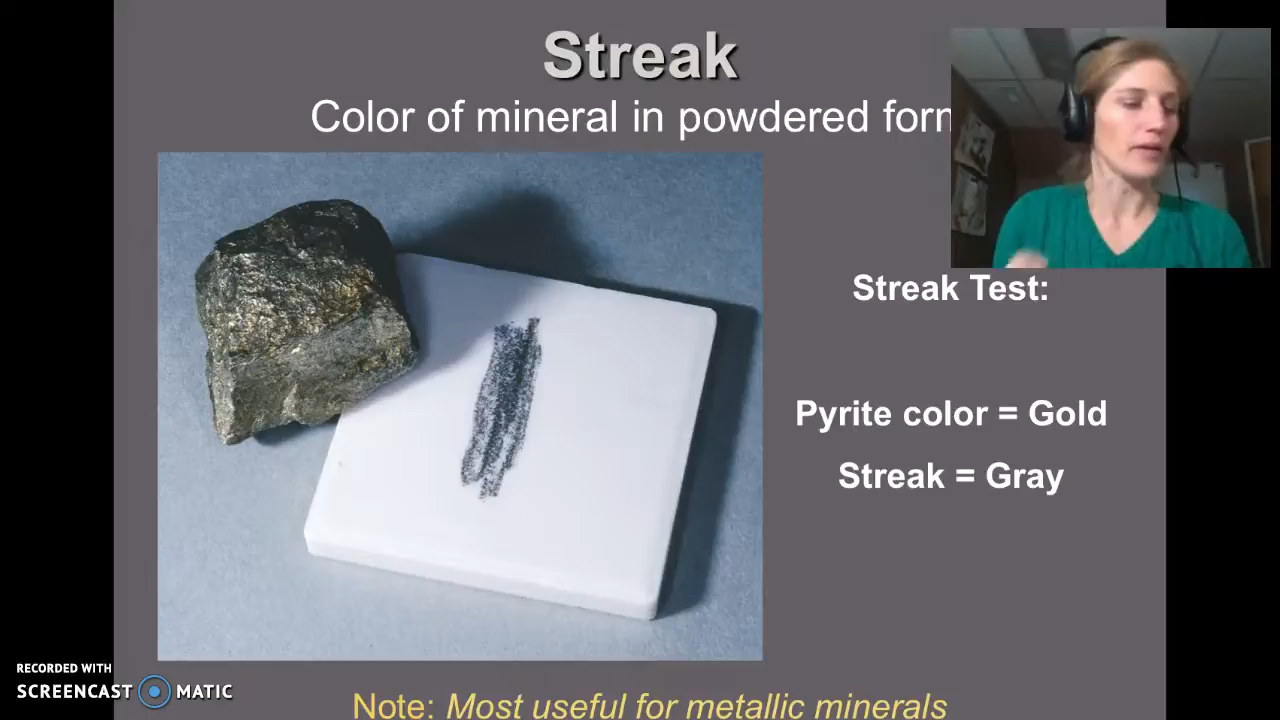 Streak
Color of mineral in powdered
Streak Test:
Pyrite color = Gold
Streak = Gray
Note: Most useful for metallic minerals
RECORDED WITH
SCREENCAST MATIC